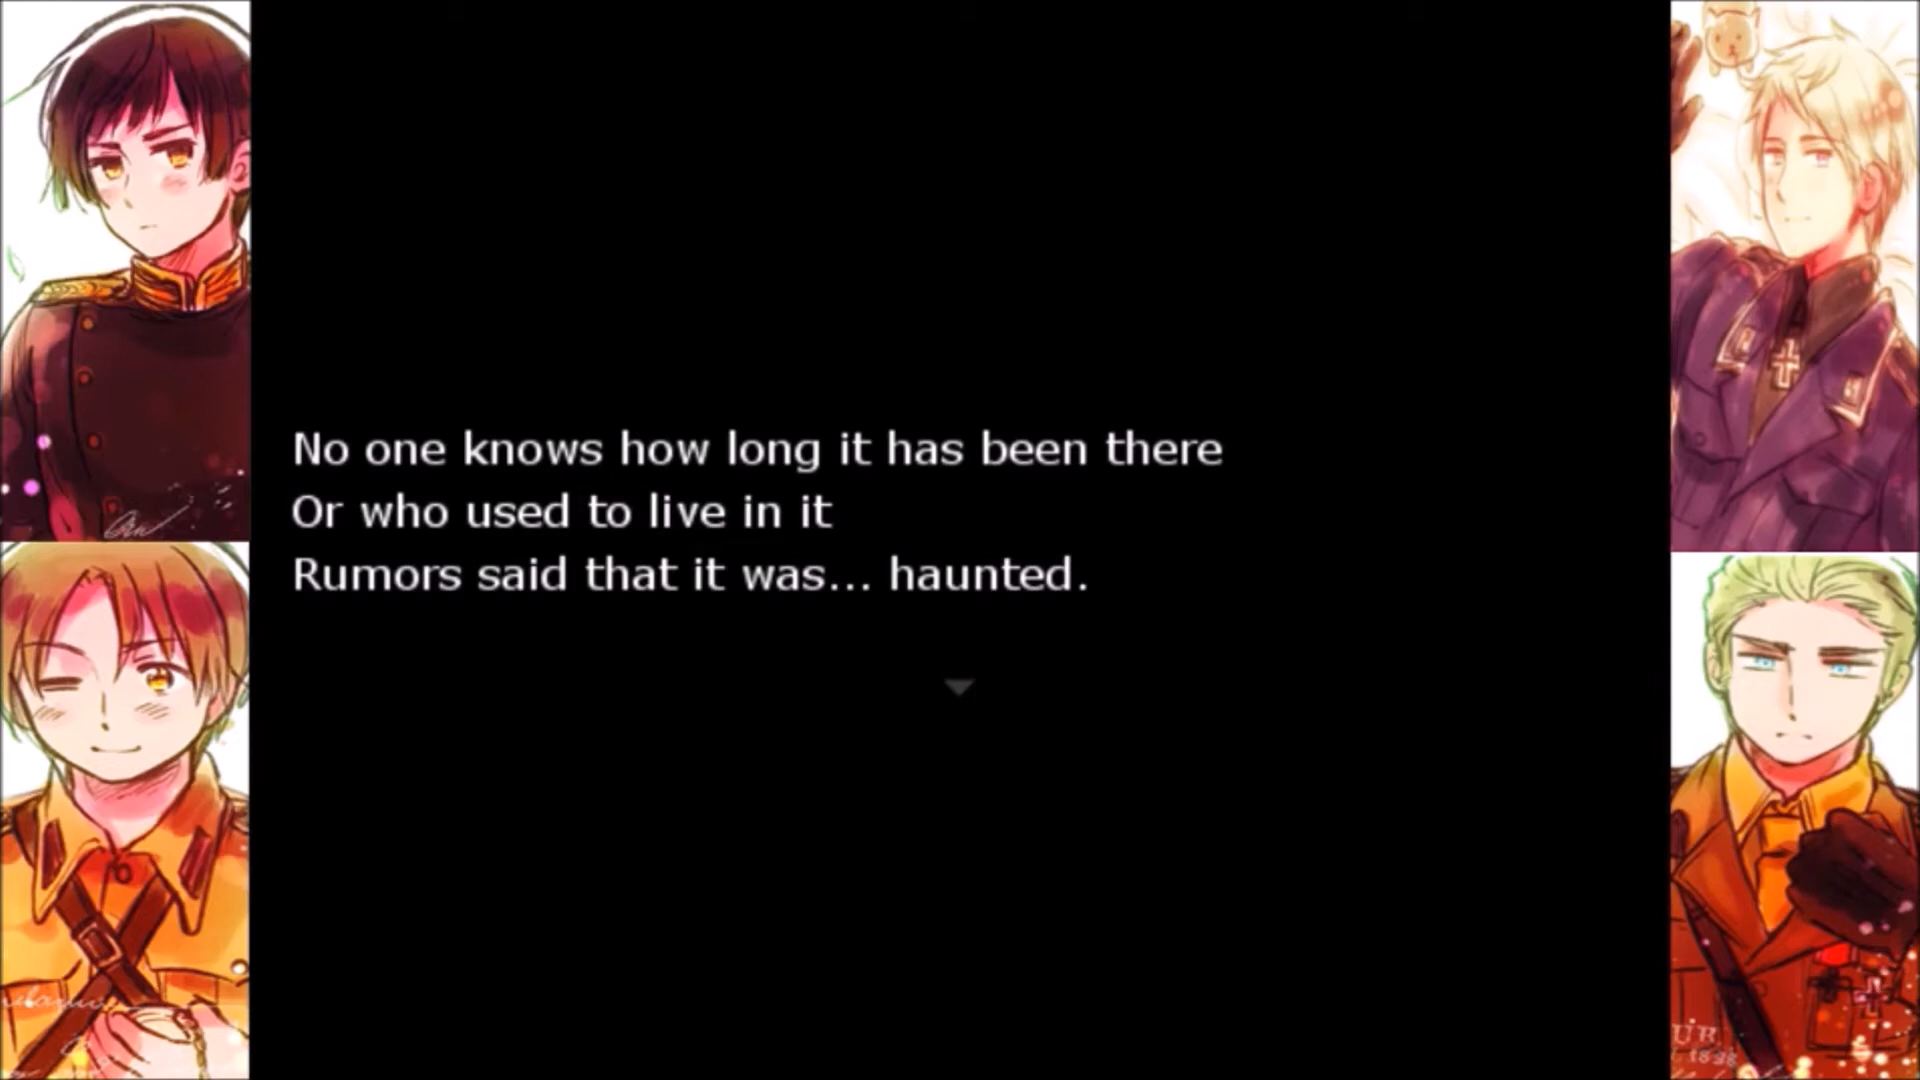 No one knows how long it has been there
Or who used to live in it
Rumors said that it was... haunted.